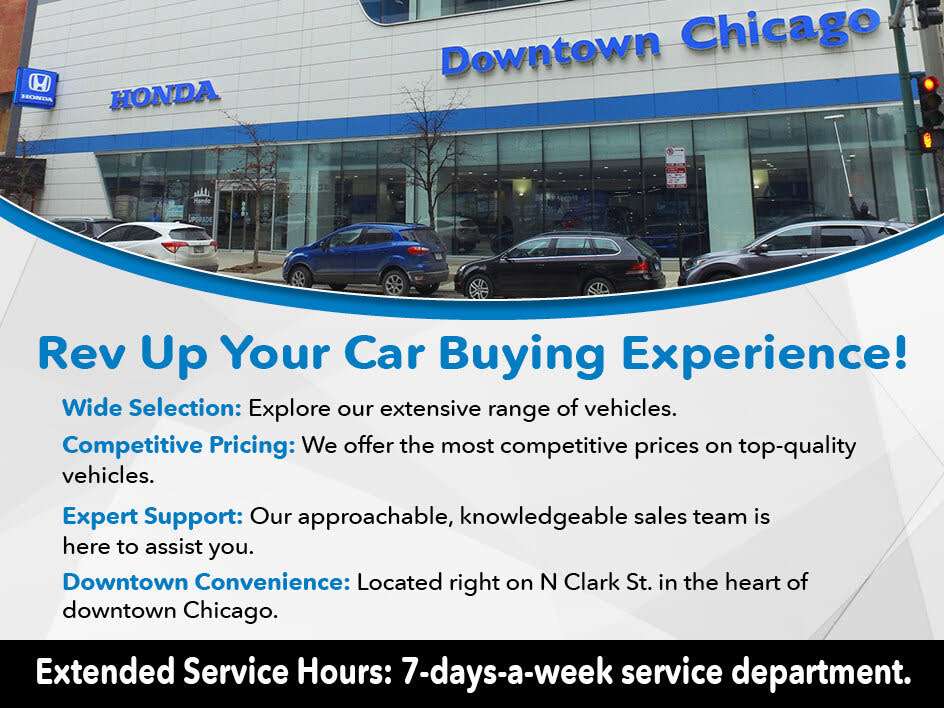 Downtown Chicago
HONDA
HONDA
Honda
UPGRADE
Rev Up Your Car Buying Experience!
Wide Selection: Explore our extensive range of vehicles.
Competitive Pricing: We offer the most competitive prices on top-quality
vehicles.
Expert Support: Our approachable, knowledgeable sales team is
here to assist you.
Downtown Convenience: Located right on N Clark St. in the heart of
downtown Chicago.
Extended Service Hours: 7-days-a-week service department.